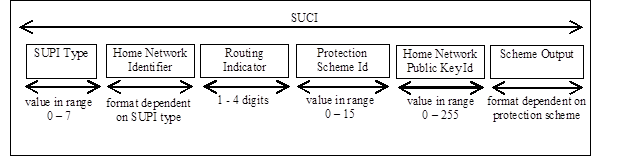 SUCI
SUPI Type
Home Network
Identifier
Routing
Indicator
Protection
Scheme Id
Home Network
Public Key Id
Scheme Output
value in range
0 – 7
format dependent
on SUPI type
1 - 4 digits
value in range
0 – 15
value in range
0 – 255
format dependent on
protection scheme